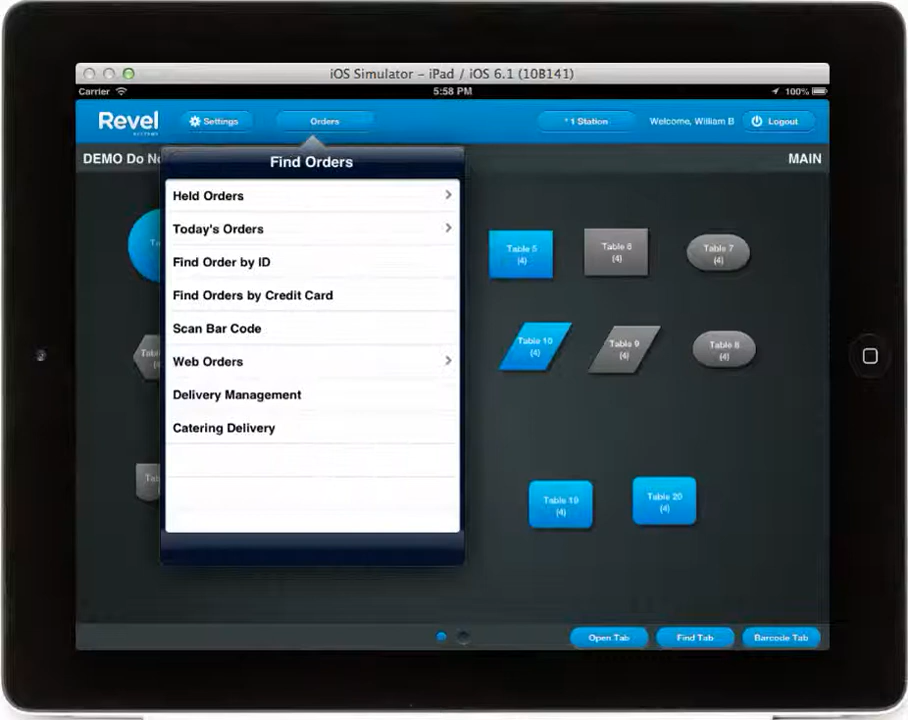 iOS Simulator – iPad / iOS 6.1 (10B141)
Carrier
5:58 PM
100%
Revel
SYSTEMS
Settings
Orders
* 1 Station
Welcome, William B
Logout
DEMO Do No
MAIN
Find Orders
Held Orders
Today's Orders
Find Order by ID
Find Orders by Credit Card
Scan Bar Code
Web Orders
Delivery Management
Catering Delivery
Table 5
(4)
Table 6
(4)
Table 7
(4)
Table 10
(4)
Table 9
(4)
Table 8
(4)
Table 19
(4)
Table 20
(4)
Open Tab
Find Tab
Barcode Tab